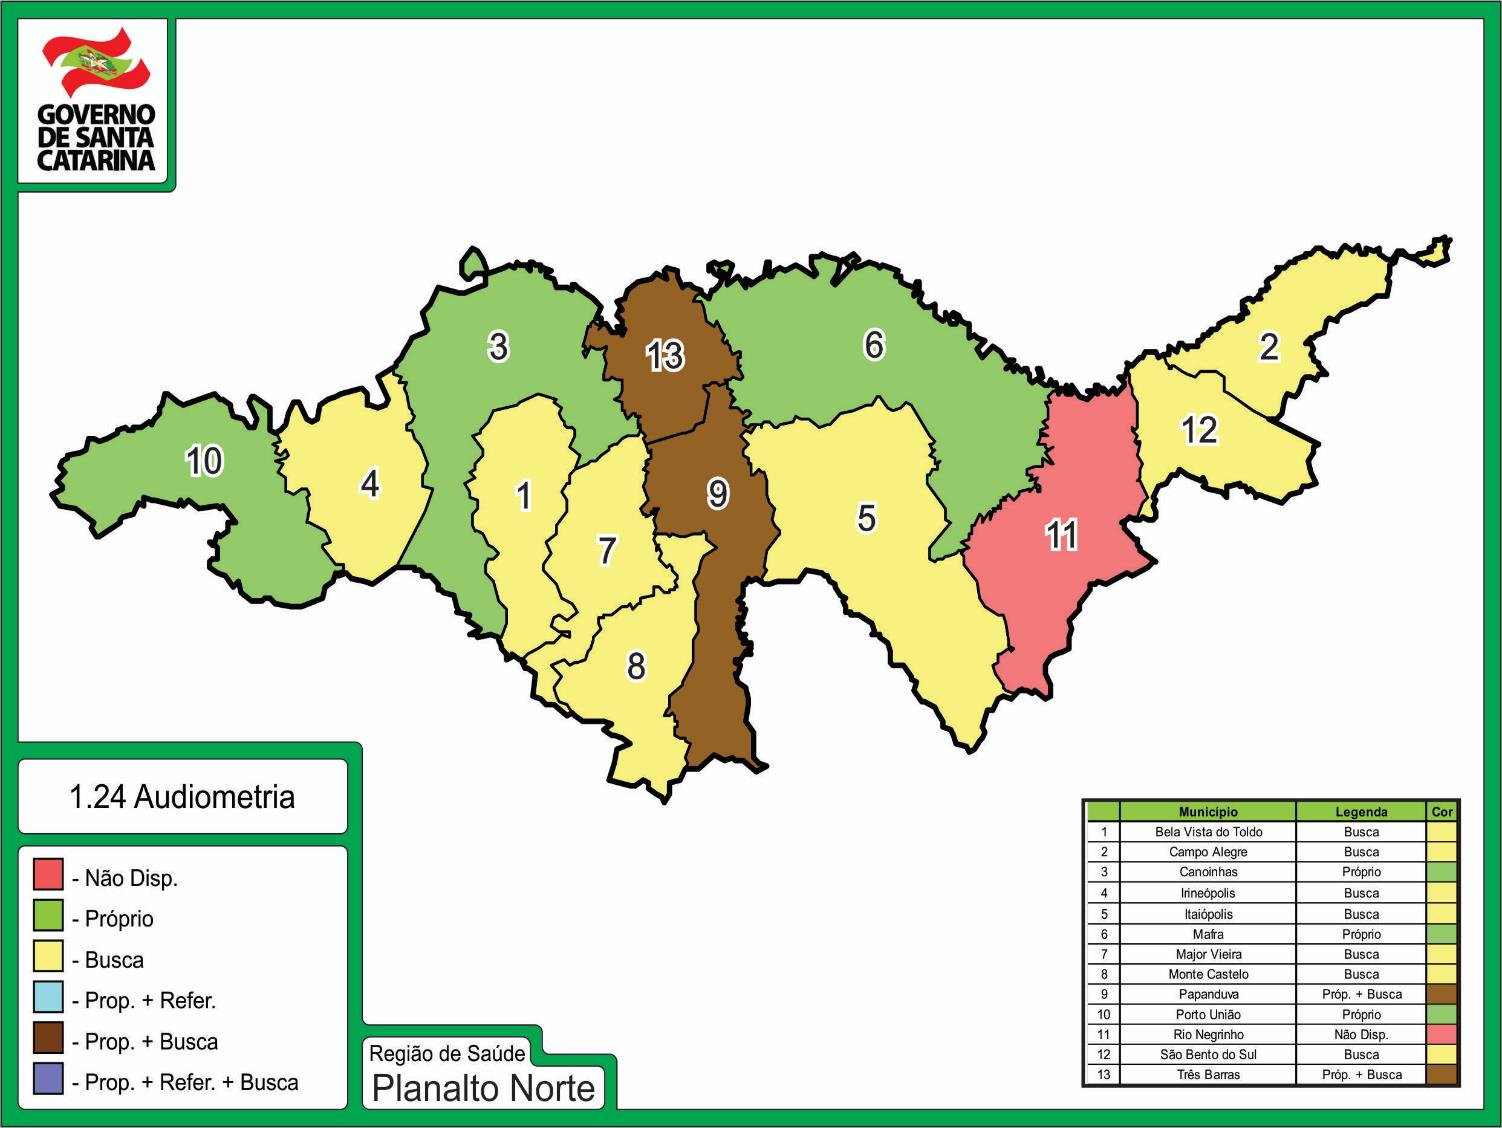 GOVERNO
DE SANTA
CATARINA
3
13
6
2
12
10
4
1
9
5
7
11
8
1.24 Audiometria
- Não Disp.
- Próprio
- Busca
- Prop. + Refer.
- Prop. + Busca
- Prop. + Refer. + Busca
Região de Saúde
Planalto Norte
Município Legenda Cor
1 Bela Vista do Toldo Busca
2 Campo Alegre Busca
3 Canoinhas Próprio
4 Irineópolis Busca
5 Itaiópolis Busca
6 Mafra Próprio
7 Major Vieira Busca
8 Monte Castelo Busca
9 Papanduva Próp. + Busca
10 Porto União Próprio
11 Rio Negrinho Não Disp.
12 São Bento do Sul Busca
13 Três Barras Próp. + Busca